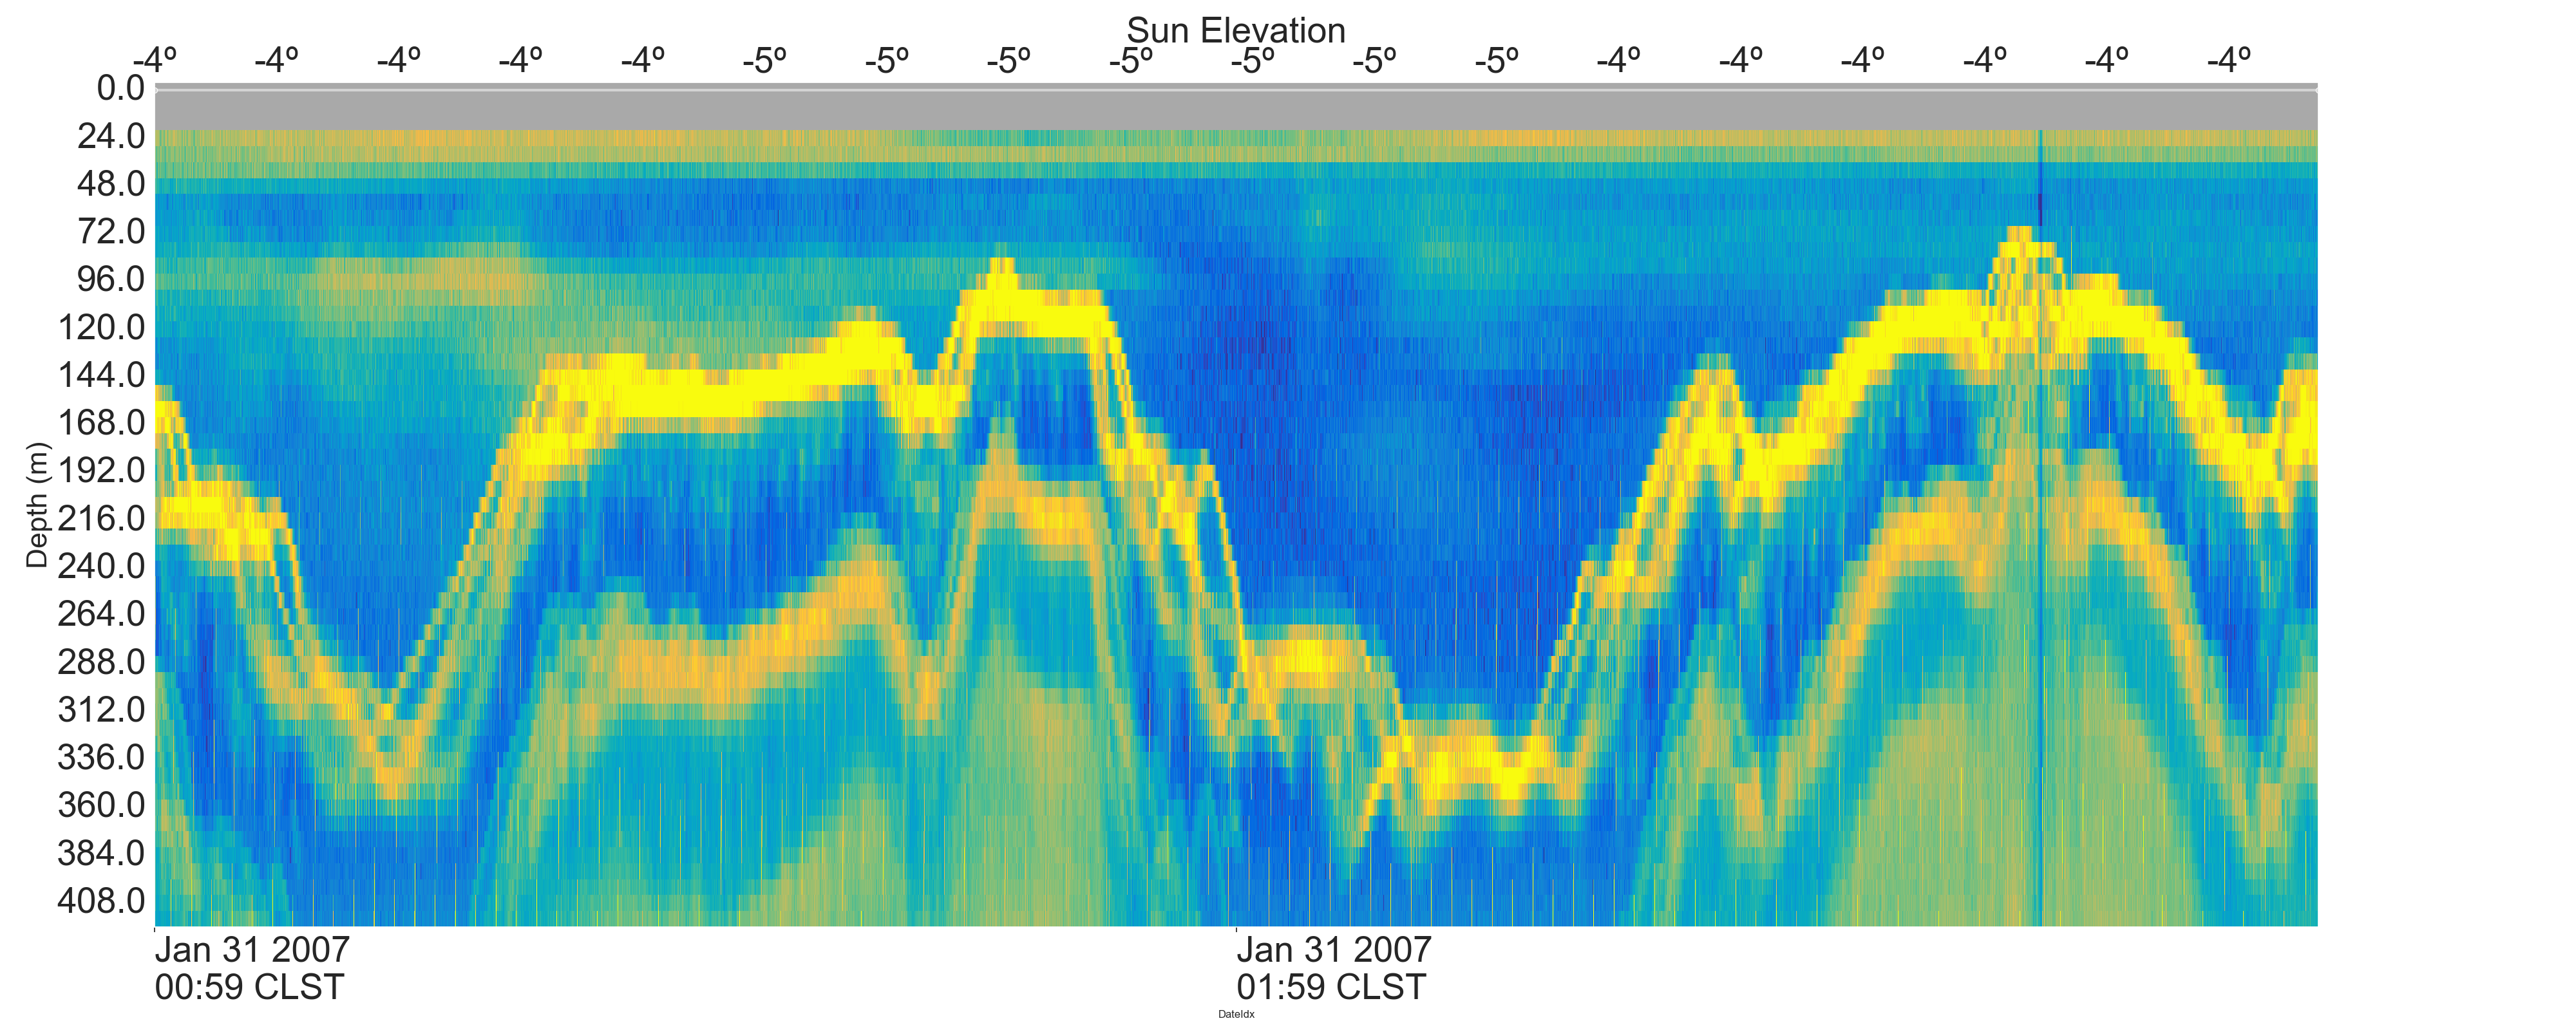 Sun Elevation
-4º -4º -4º -4º -4º -5º -5º -5º -5º -5º -5º -5º -4º -4º -4º -4º -4º -4º
0.0
24.0
48.0
72.0
96.0
120.0
144.0
168.0
192.0
216.0
240.0
264.0
288.0
312.0
336.0
360.0
384.0
408.0
Depth (m)
Jan 31 2007
00:59 CLST
Jan 31 2007
01:59 CLST
DateIdx